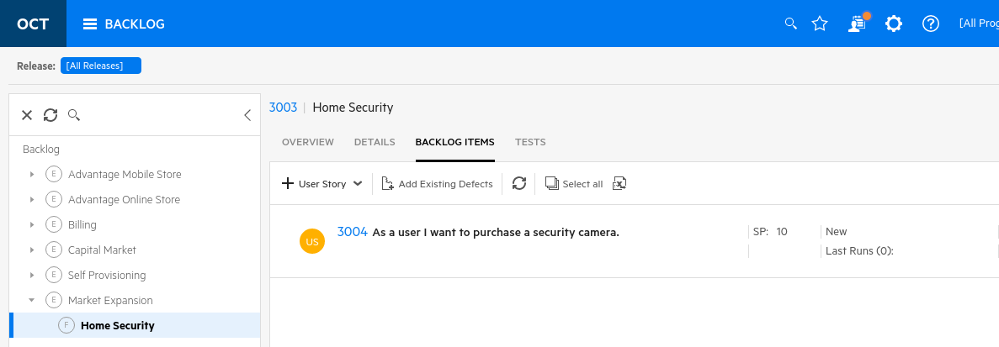 OCT
BACKLOG
[All Prog
Release:
[All Releases]
3003
Home Security
OVERVIEW
DETAILS
BACKLOG ITEMS
TESTS
Backlog
E Advantage Mobile Store
E Advantage Online Store
E Billing
E Capital Market
E Self Provisioning
E Market Expansion
F Home Security
User Story
Add Existing Defects
Select all
US
3004 As a user I want to purchase a security camera.
SP: 10
New
Last Runs (0):